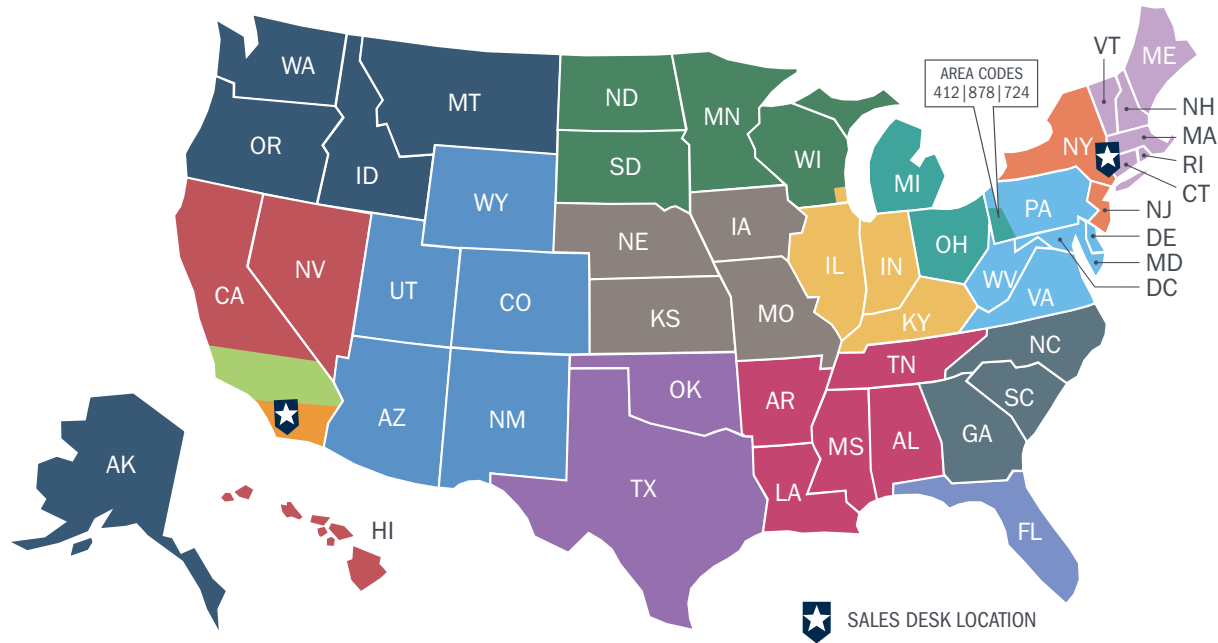 VT
ME
WA
AREA CODES
412|878|724
MT
ND
MN
NH
OR
MA
NY
WI
RI
ID
SD
MI
CT
WY
PA
NJ
IA
NE
OH
DE
NV
IL
IN
MD
CA
UT
WV
DC
CO
VA
KS
MO
KY
NC
TN
OK
SC
AR
AZ
NM
GA
MS
AL
AK
TX
LA
HI
FL
SALES DESK LOCATION